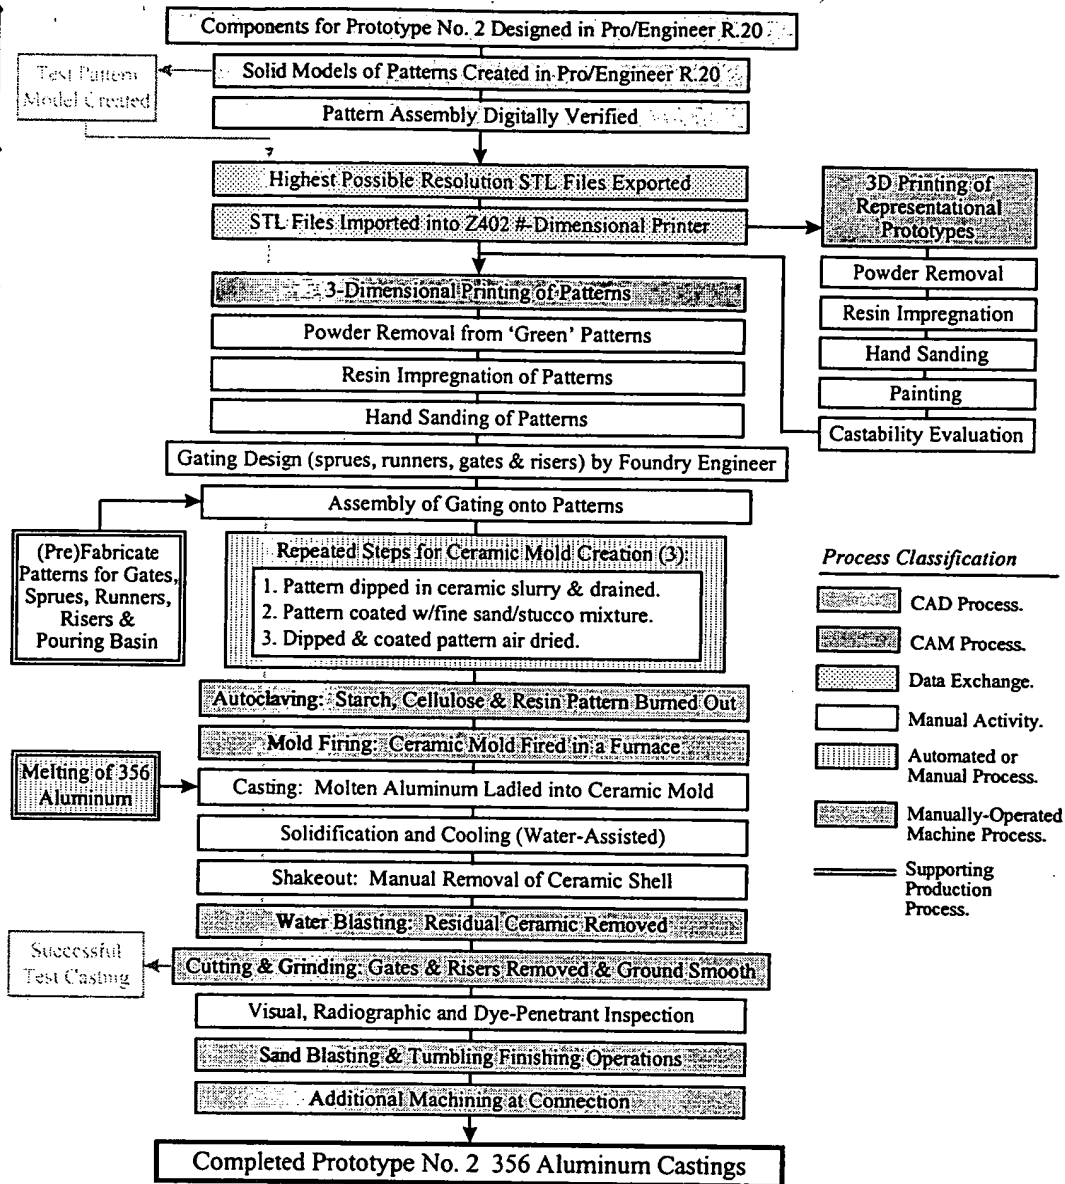 Components for Prototype No. 2 Designed in Pro/Engineer R.20
Test Pattern
Model Created
Solid Models of Patterns Created in Pro/Engineer R.20
Pattern Assembly Digitally Verified
Highest Possible Resolution STL Files Exported
STL Files Imported into Z402 #-Dimensional Printer
3D Printing of
Representational
Prototypes
Powder Removal
Resin Impregnation
Hand Sanding
Painting
Castability Evaluation
3-Dimensional Printing of Patterns
Powder Removal from ‘Green’ Patterns
Resin Impregnation of Patterns
Hand Sanding of Patterns
Gating Design (sprues, runners, gates & risers) by Foundry Engineer
Assembly of Gating onto Patterns
(Pre)Fabricate
Patterns for Gates,
Sprues, Runners,
Risers &
Pouring Basin
Repeated Steps for Ceramic Mold Creation (3):
1. Pattern dipped in ceramic slurry & drained.
2. Pattern coated w/fine sand/stucco mixture.
3. Dipped & coated pattern air dried.
Autoclaving: Starch, Cellulose & Resin Pattern Burned Out
Mold Firing: Ceramic Mold Fired in a Furnace
Melting of 356
Aluminum
Casting: Molten Aluminum Ladled into Ceramic Mold
Solidification and Cooling (Water-Assisted)
Shakeout: Manual Removal of Ceramic Shell
Water Blasting: Residual Ceramic Removed
Successful
Test Casting
Cutting & Grinding: Gates & Risers Removed & Ground Smooth
Visual, Radiographic and Dye-Penetrant Inspection
Sand Blasting & Tumbling Finishing Operations
Additional Machining at Connection
Completed Prototype No. 2 356 Aluminum Castings
Process Classification
CAD Process.
CAM Process.
Data Exchange.
Manual Activity.
Automated or
Manual Process.
Manually-Operated
Machine Process.
Supporting
Production
Process.